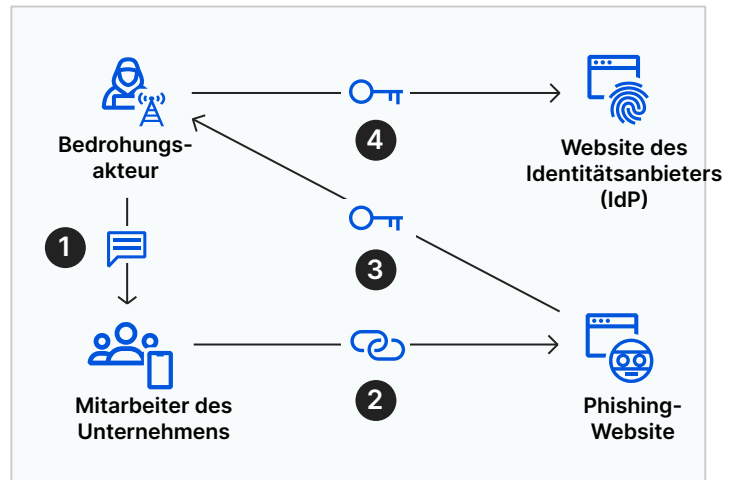 Bedrohungs-
akteur
4
Website des
Identitätsanbieters
(IdP)
1
3
Mitarbeiter des
Unternehmens
2
Phishing-
Website